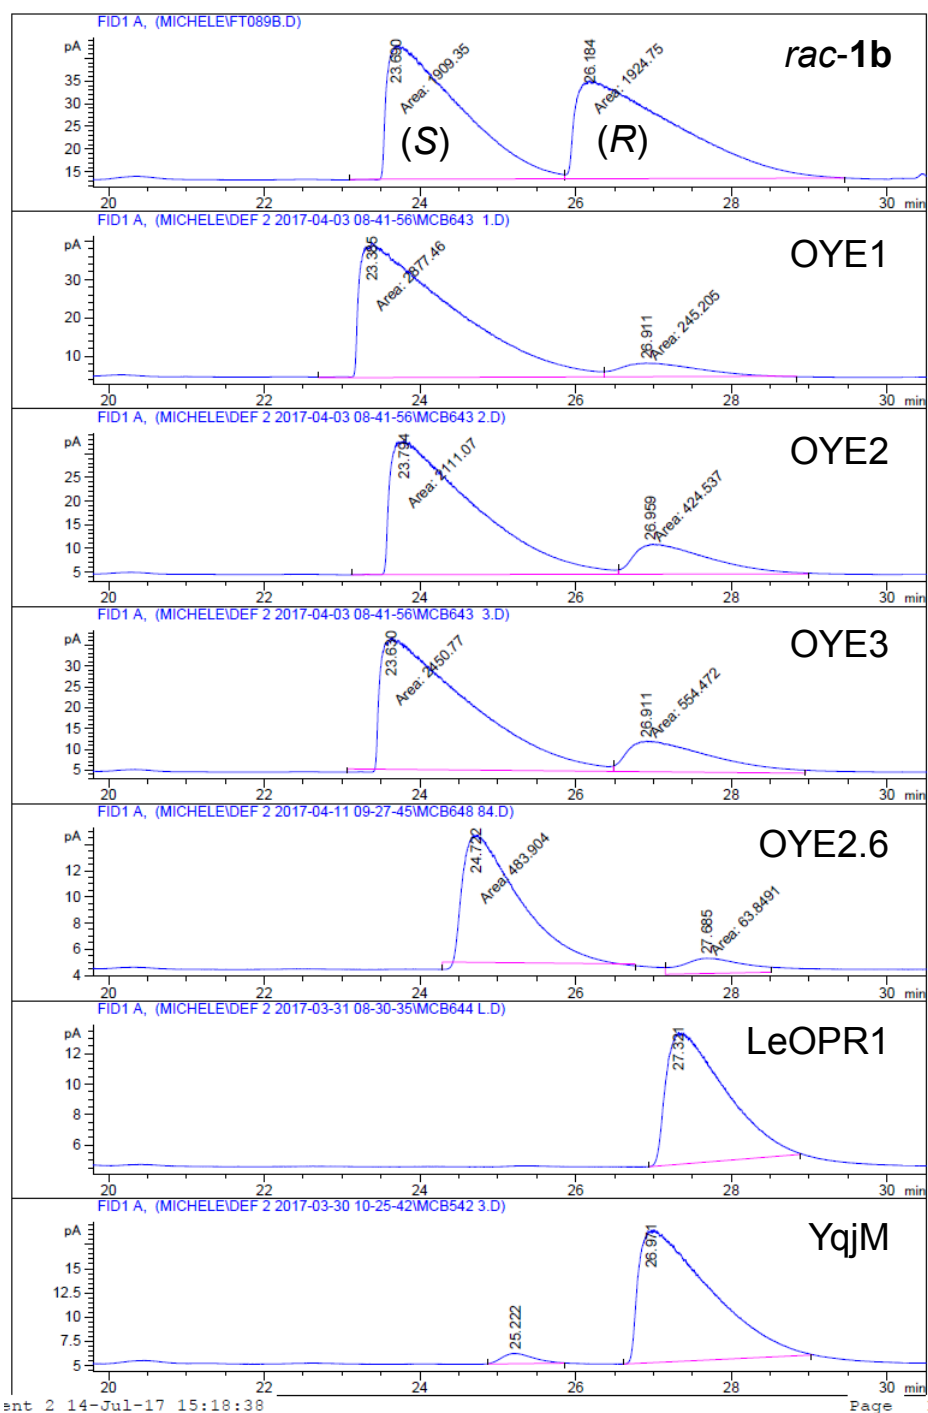 FID1 A, (MICHELE\FT089B.D)
pA
35
30
25
20
15
23.690
Area: 1909.35
26.184
Area: 1924.75
(S)
(R)
rac-1b
20 22 24 26 28 30 min
FID1 A, (MICHELE\DEF 2 2017-04-03 08-41-56\MCB643 1.D)
pA
30
20
10
23.385
Area: 2877.46
26.911
Area: 245.205
OYE1
20 22 24 26 28 30 min
FID1 A, (MICHELE\DEF 2 2017-04-03 08-41-56\MCB643 2.D)
pA
25
20
15
10
5
23.794
Area: 2111.07
26.959
Area: 424.537
OYE2
20 22 24 26 28 30 min
FID1 A, (MICHELE\DEF 2 2017-04-03 08-41-56\MCB643 3.D)
pA
30
25
20
15
10
5
23.630
Area: 2450.77
26.911
Area: 554.472
OYE3
20 22 24 26 28 30 min
FID1 A, (MICHELE\DEF 2 2017-04-11 09-27-45\MCB648 84.D)
pA
12
10
8
6
4
24.722
Area: 483.904
27.685
Area: 63.8491
OYE2.6
20 22 24 26 28 30 min
FID1 A, (MICHELE\DEF 2 2017-03-31 08-30-35\MCB644 L.D)
pA
12
10
8
6
27.321
LeOPR1
20 22 24 26 28 30 min
FID1 A, (MICHELE\DEF 2 2017-03-30 10-25-42\MCB542 3.D)
pA
15
12.5
10
7.5
5
25.222
26.971
YqjM
20 22 24 26 28 30 min
ent 2 14-Jul-17 15:18:38 Page